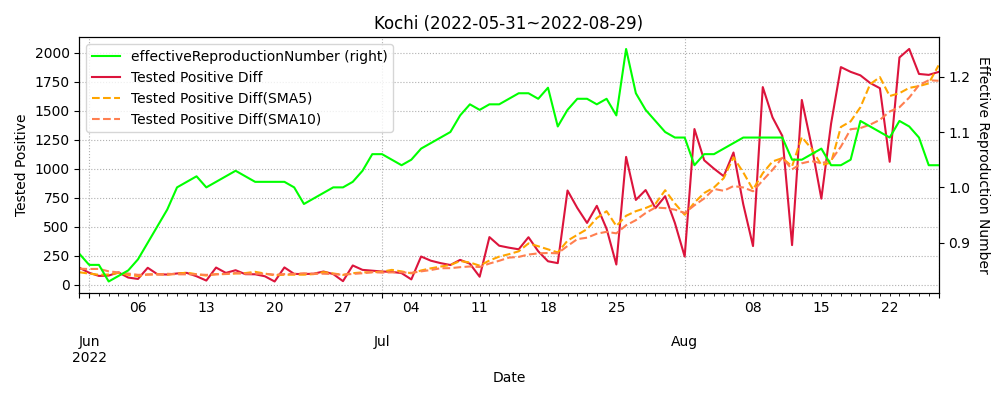 Kochi (2022-05-31~2022-08-29)
effectiveReproductionNumber (right)
Tested Positive Diff
Tested Positive Diff(SMA5)
Tested Positive Diff(SMA10)
Tested Positive
2000
1750
1500
1250
1000
750
500
250
0
1.2
1.1
1.0
0.9
Effective Reproduction Number
06 13 20 27 04 11 18 25 08 15 22
Jun Jul Aug
2022
Date